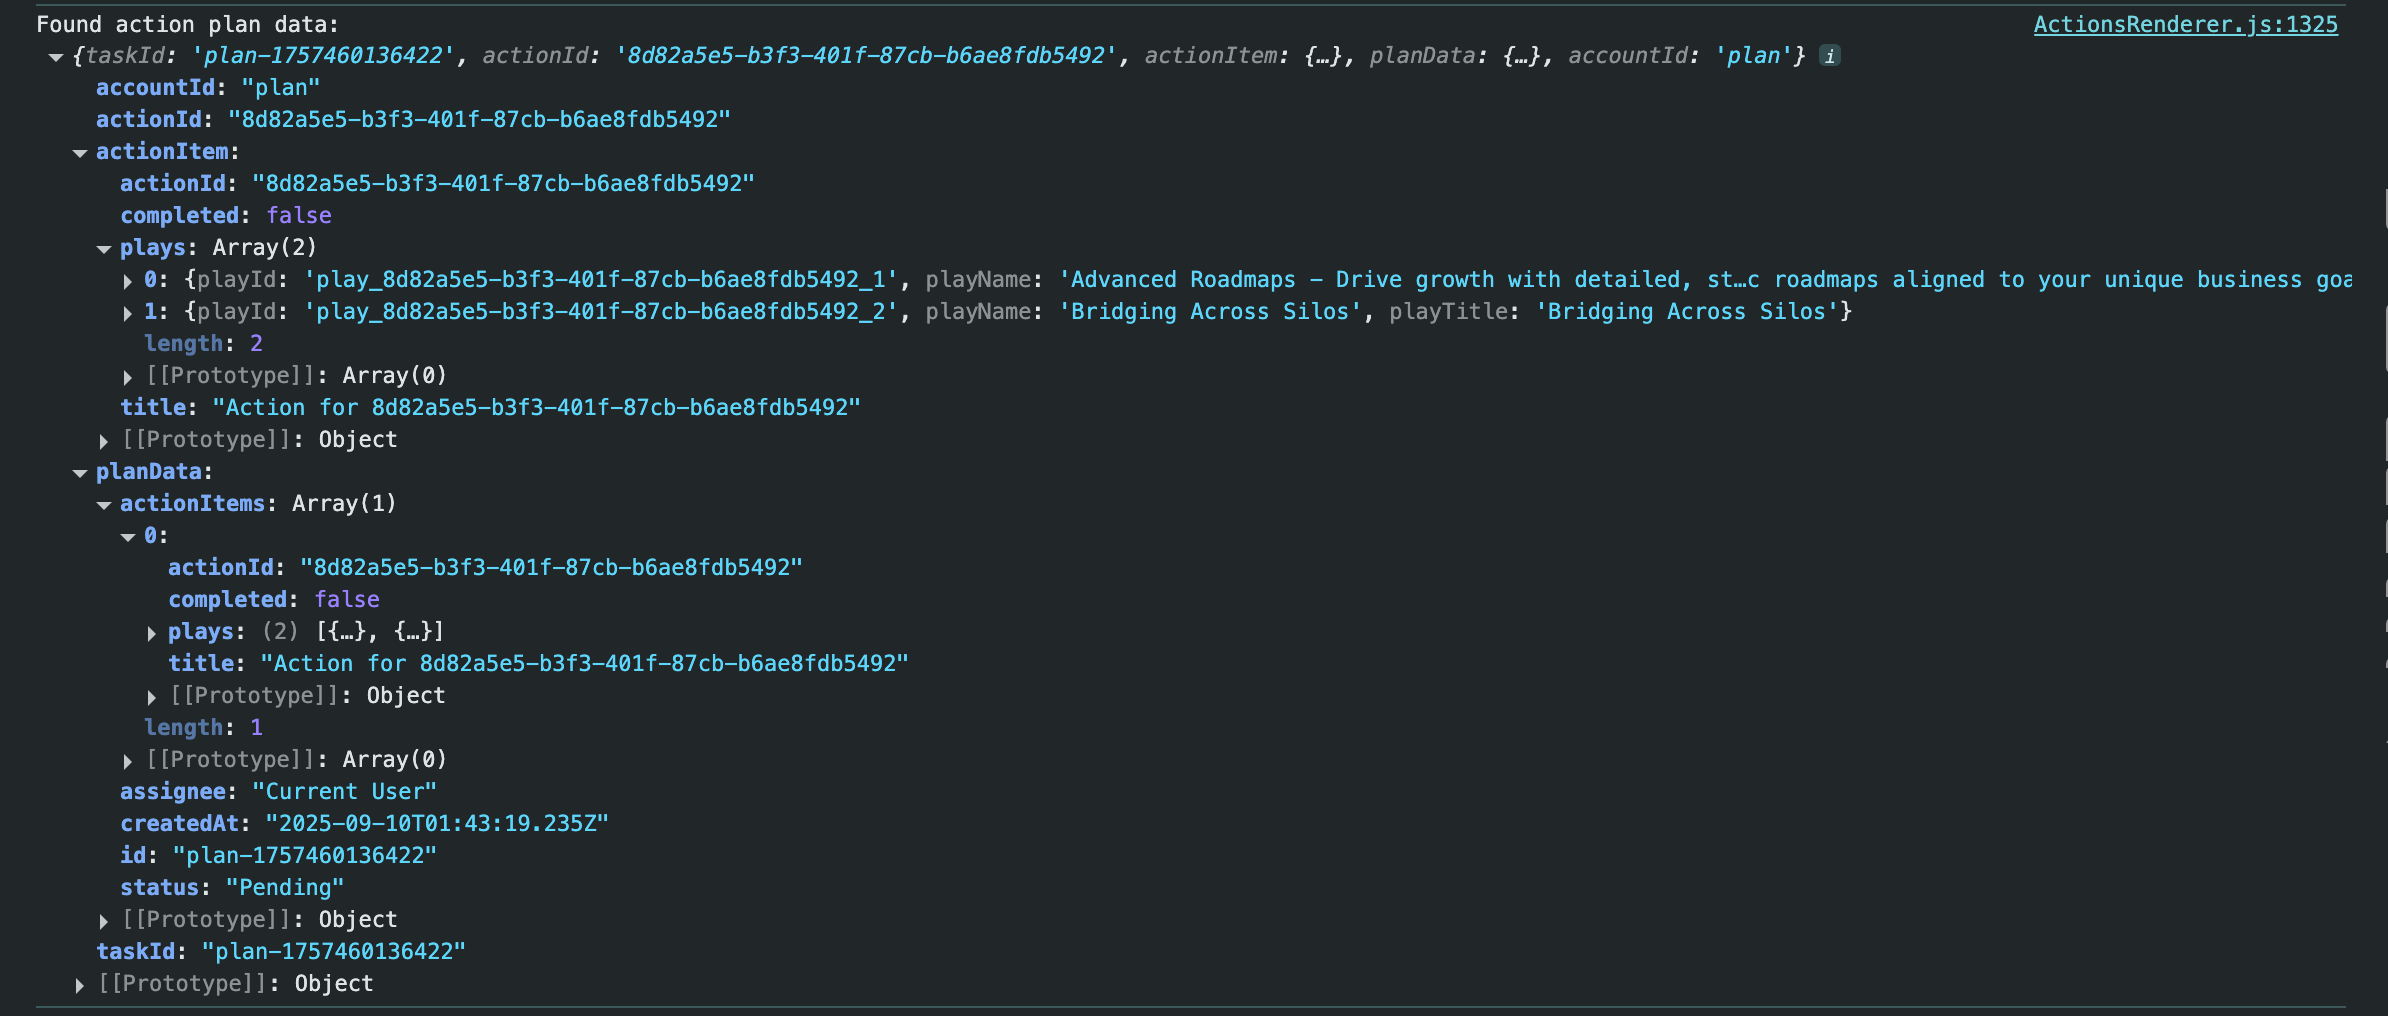 Found action plan data: ActionsRenderer.js:1325
{taskId: 'plan-1757460136422', actionId: '8d82a5e5-b3f3-401f-87cb-b6ae8fdb5492', actionItem: {…}, planData: {…}, accountId: 'plan'} i
accountId: "plan"
actionId: "8d82a5e5-b3f3-401f-87cb-b6ae8fdb5492"
actionItem:
actionId: "8d82a5e5-b3f3-401f-87cb-b6ae8fdb5492"
completed: false
plays: Array(2)
0: {playId: 'play_8d82a5e5-b3f3-401f-87cb-b6ae8fdb5492_1', playName: 'Advanced Roadmaps – Drive growth with detailed, st…c roadmaps aligned to your unique business goa
1: {playId: 'play_8d82a5e5-b3f3-401f-87cb-b6ae8fdb5492_2', playName: 'Bridging Across Silos', playTitle: 'Bridging Across Silos'}
length: 2
[[Prototype]]: Array(0)
title: "Action for 8d82a5e5-b3f3-401f-87cb-b6ae8fdb5492"
[[Prototype]]: Object
planData:
actionItems: Array(1)
0:
actionId: "8d82a5e5-b3f3-401f-87cb-b6ae8fdb5492"
completed: false
plays: (2) [{…}, {…}]
title: "Action for 8d82a5e5-b3f3-401f-87cb-b6ae8fdb5492"
[[Prototype]]: Object
length: 1
[[Prototype]]: Array(0)
assignee: "Current User"
createdAt: "2025-09-10T01:43:19.235Z"
id: "plan-1757460136422"
status: "Pending"
[[Prototype]]: Object
taskId: "plan-1757460136422"
[[Prototype]]: Object